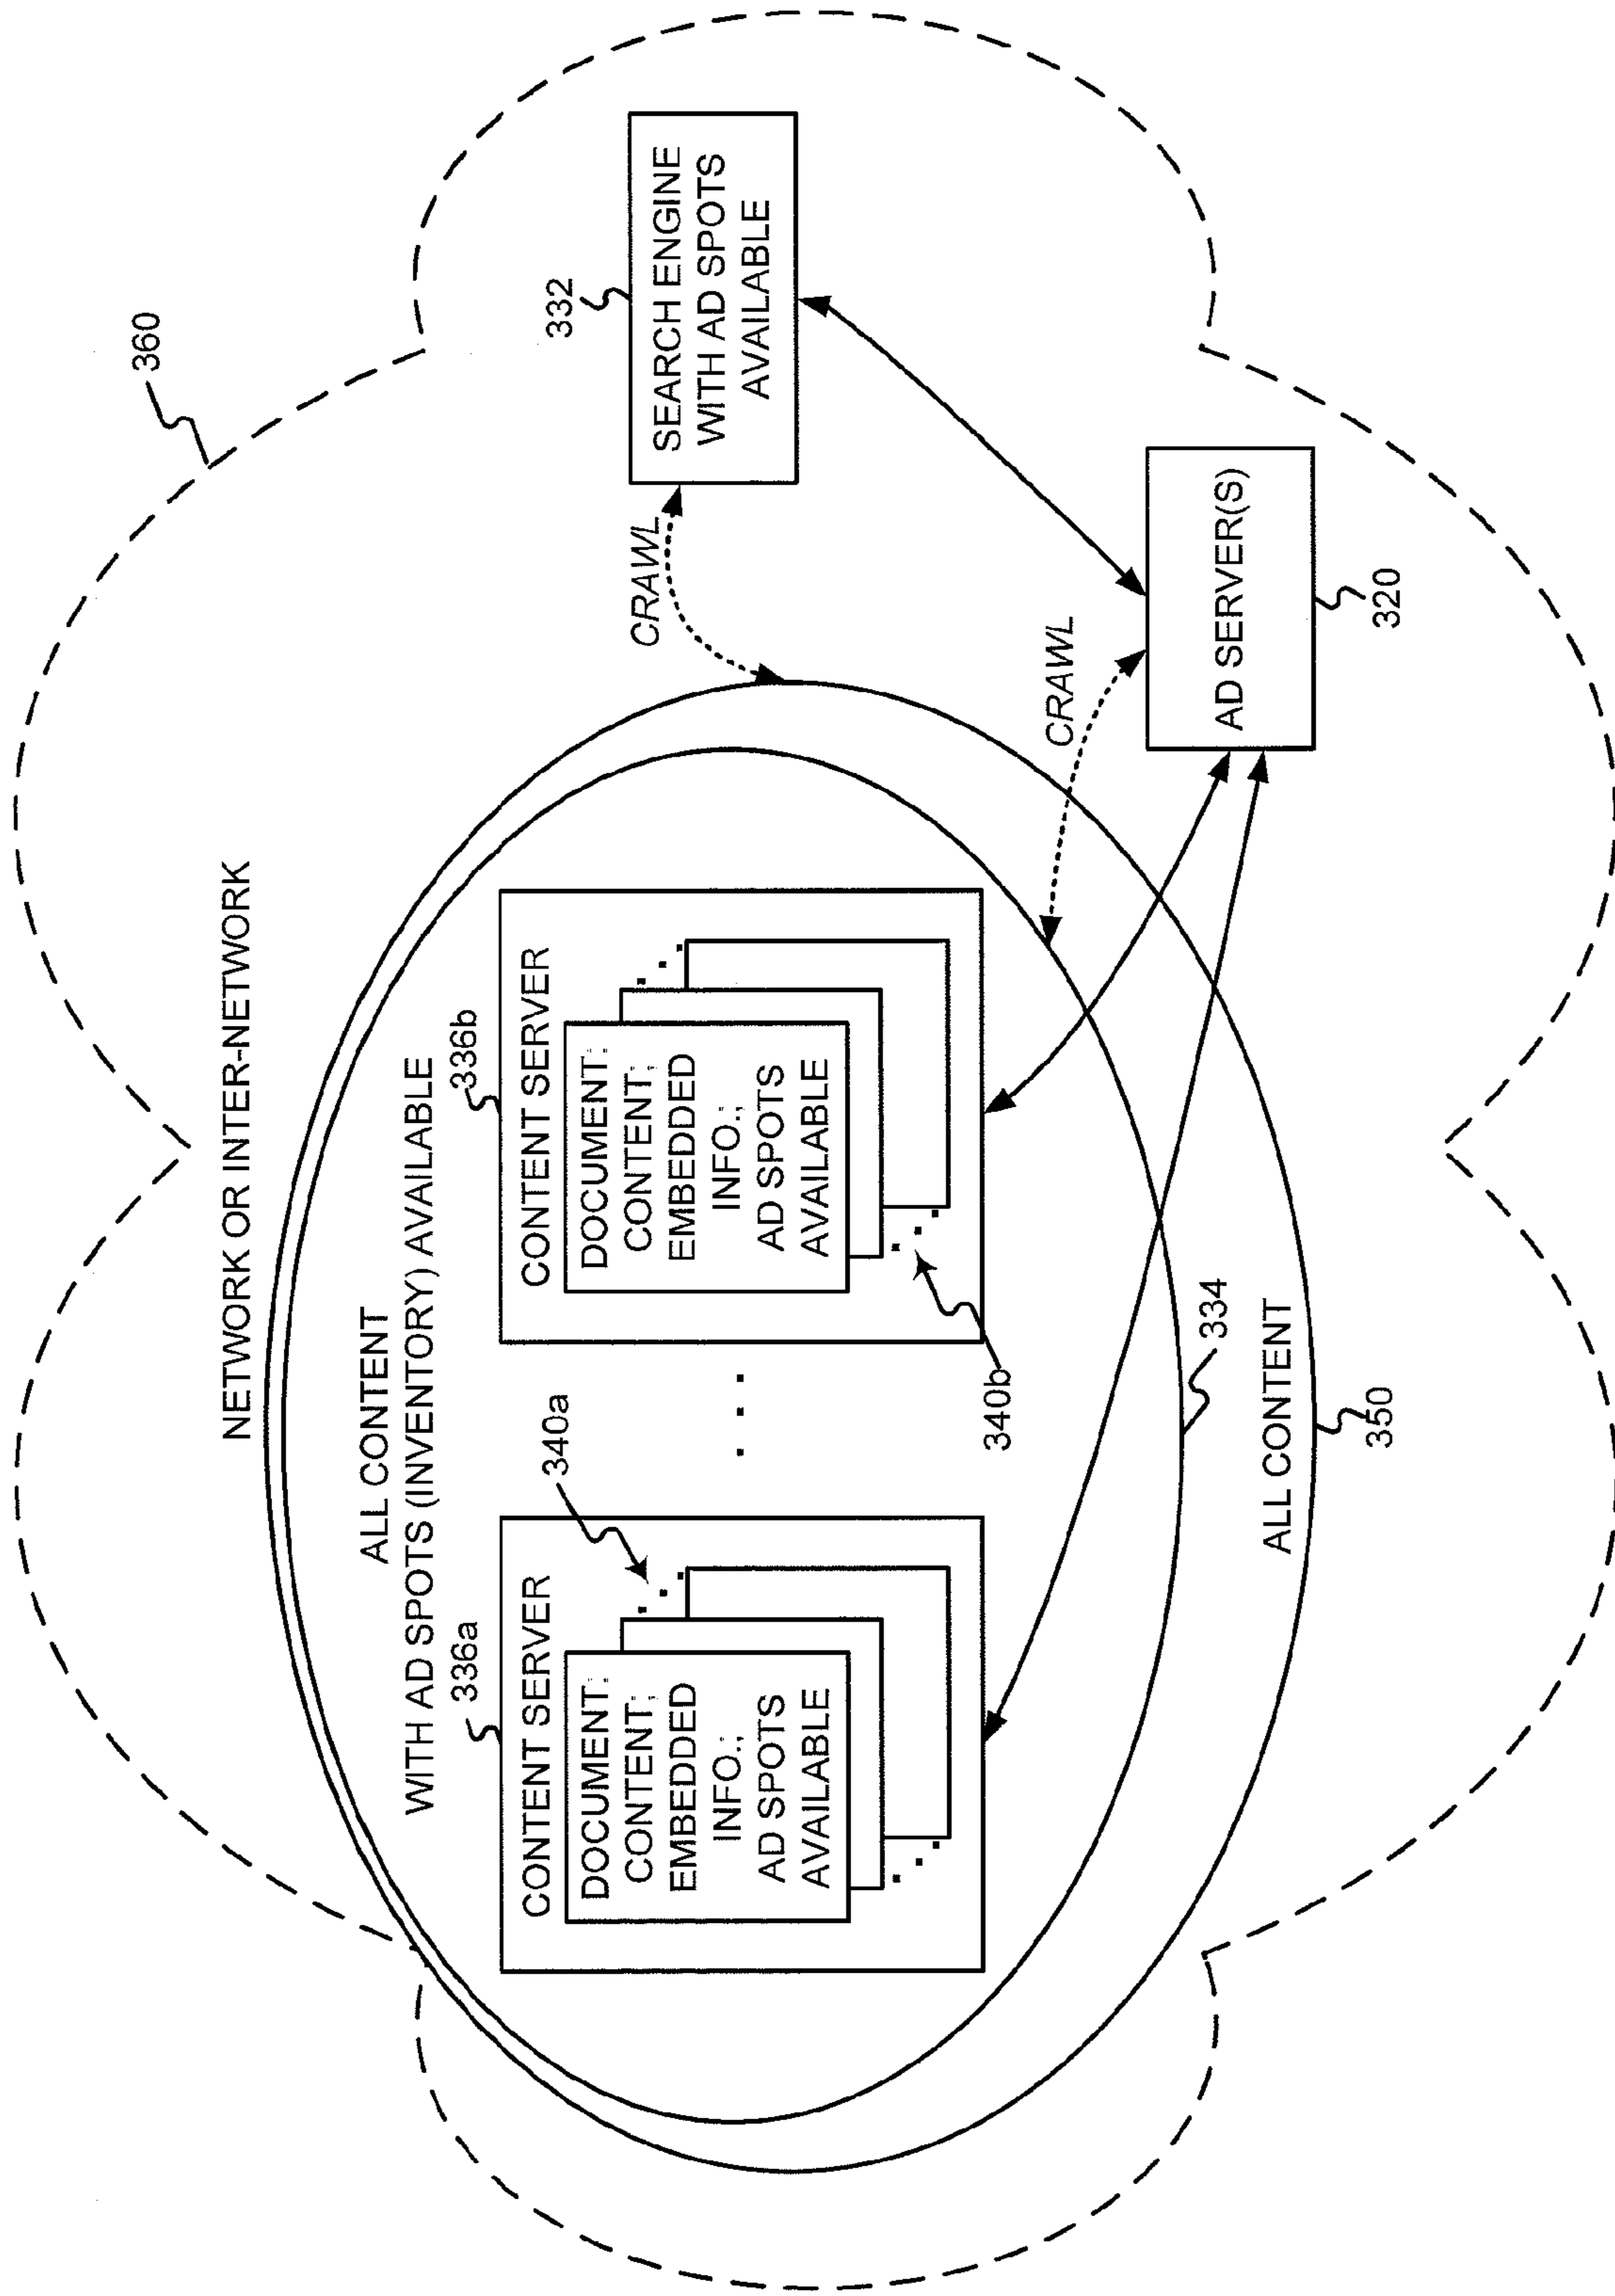 360
NETWORK OR INTER-NETWORK
ALL CONTENT
WITH AD SPOTS (INVENTORY) AVAILABLE
336a
CONTENT SERVER
DOCUMENT:
CONTENT;
EMBEDDED
INFO.;
AD SPOTS
AVAILABLE
340a
336b
CONTENT SERVER
DOCUMENT:
CONTENT;
EMBEDDED
INFO.;
AD SPOTS
AVAILABLE
340b
332
SEARCH ENGINE
WITH AD SPOTS
AVAILABLE
CRAWL
CRAWL
AD SERVER(S)
320
334
ALL CONTENT
350